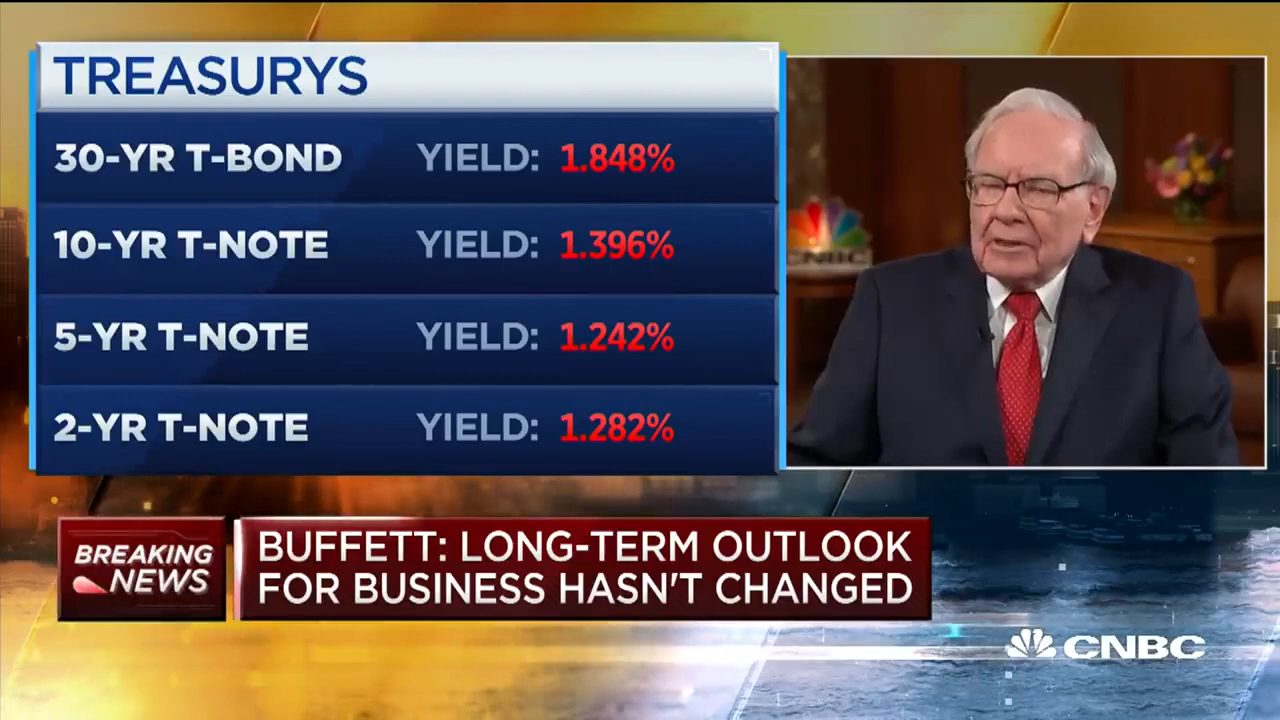 TREASURYS
30-YR T-BOND YIELD: 1.848%
10-YR T-NOTE YIELD: 1.396%
5-YR T-NOTE YIELD: 1.242%
2-YR T-NOTE YIELD: 1.282%
CNBC
BREAKING
NEWS
BUFFETT: LONG-TERM OUTLOOK
FOR BUSINESS HASN'T CHANGED
CNBC